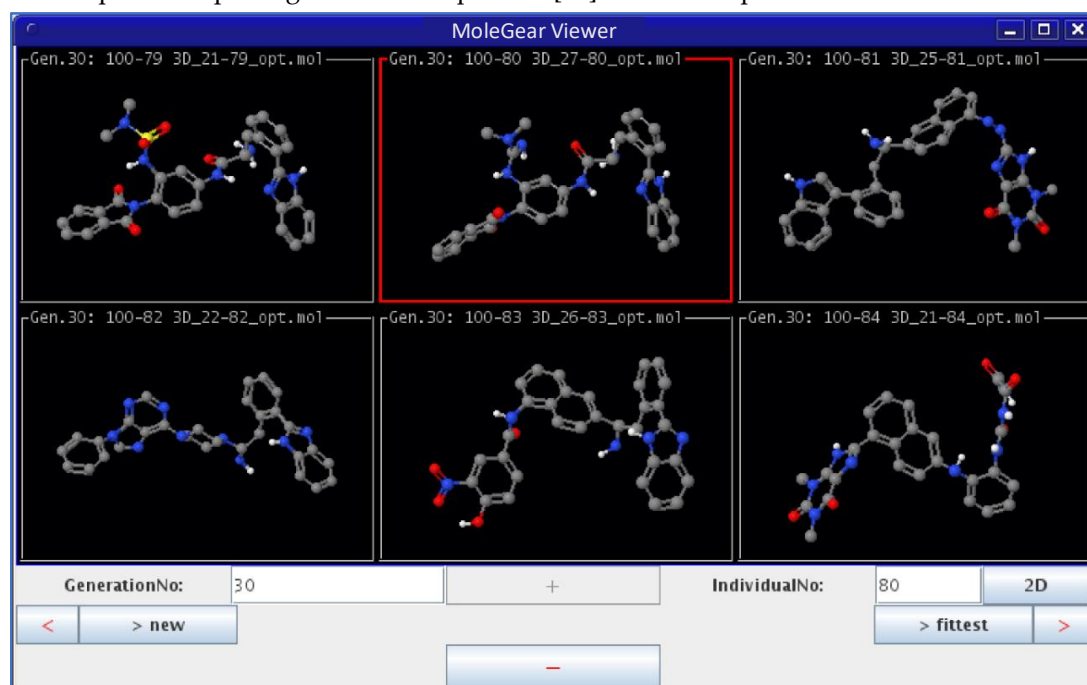 MoleGear Viewer
Gen.30: 100-79 3D_21-79_opt.mol
Gen.30: 100-80 3D_27-80_opt.mol
Gen.30: 100-81 3D_25-81_opt.mol
Gen.30: 100-82 3D_22-82_opt.mol
Gen.30: 100-83 3D_26-83_opt.mol
Gen.30: 100-84 3D_21-84_opt.mol
GenerationNo: 30 + IndividualNo: 80 2D
< > new > fittest >
−